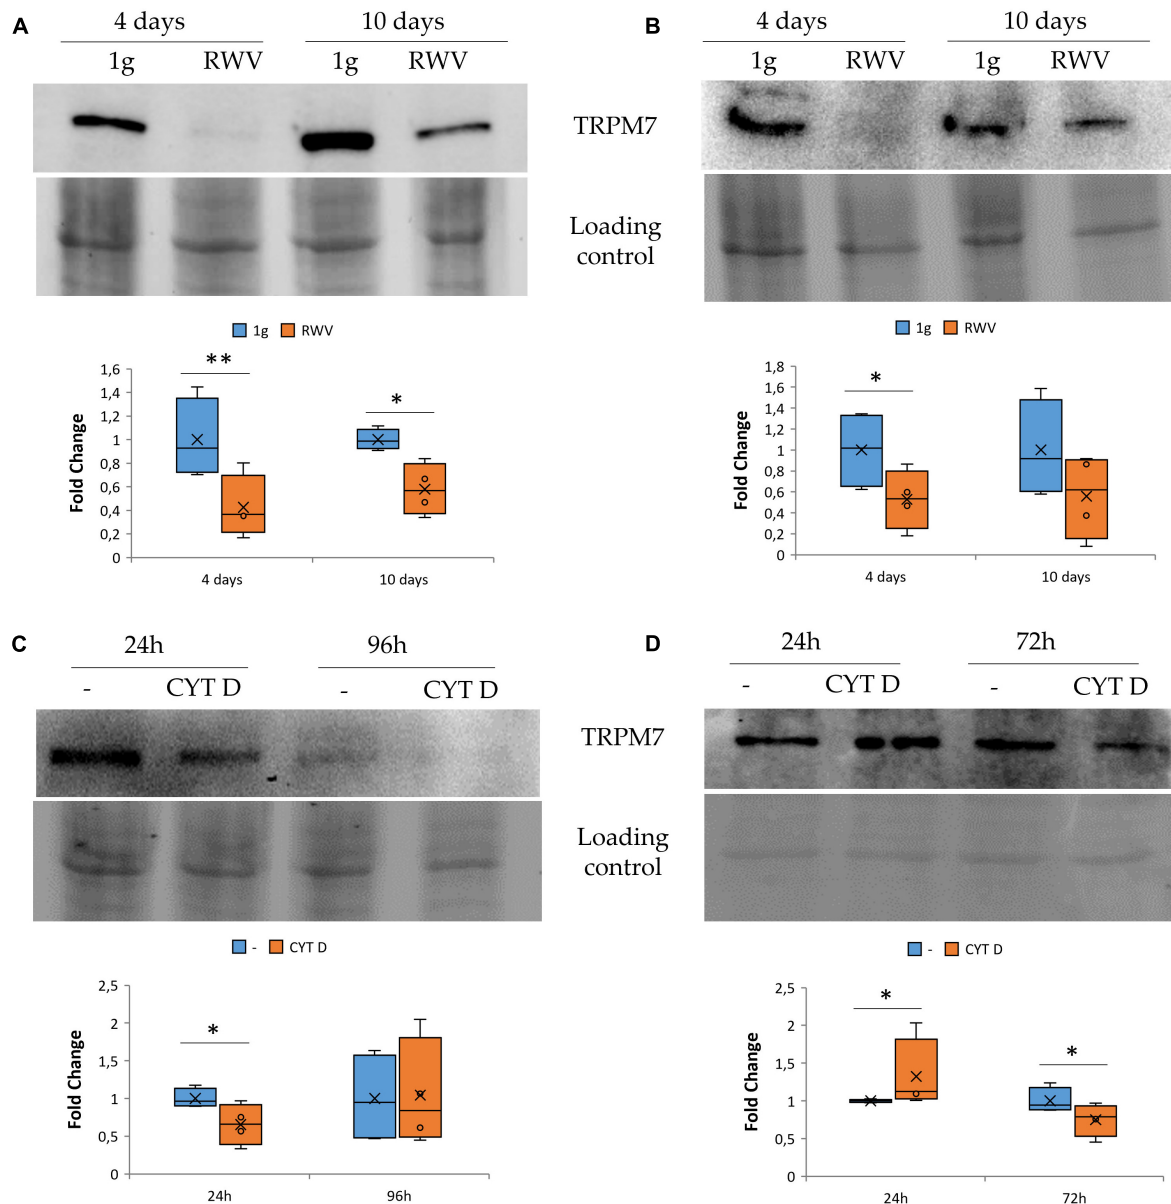 A
4 days
10 days
1g
RWV
1g
RWV
B
4 days
10 days
1g
RWV
1g
RWV
TRPM7
Loading
control
1g
RWV
Fold Change
1,6
1,4
1,2
1
0,8
0,6
0,4
0,2
0
**
*
4 days
10 days
1g
RWV
Fold Change
1,8
1,6
1,4
1,2
1,0
0,8
0,6
0,4
0,2
0
*
4 days
10 days
C
24h
96h
-
CYT D
-
CYT D
D
24h
72h
-
CYT D
-
CYT D
TRPM7
Loading
control
-
CYT D
Fold Change
2,5
2
1,5
1
0,5
0
*
24h
96h
-
CYT D
Fold Change
2,5
2
1,5
1
0,5
0
*
*
24h
72h